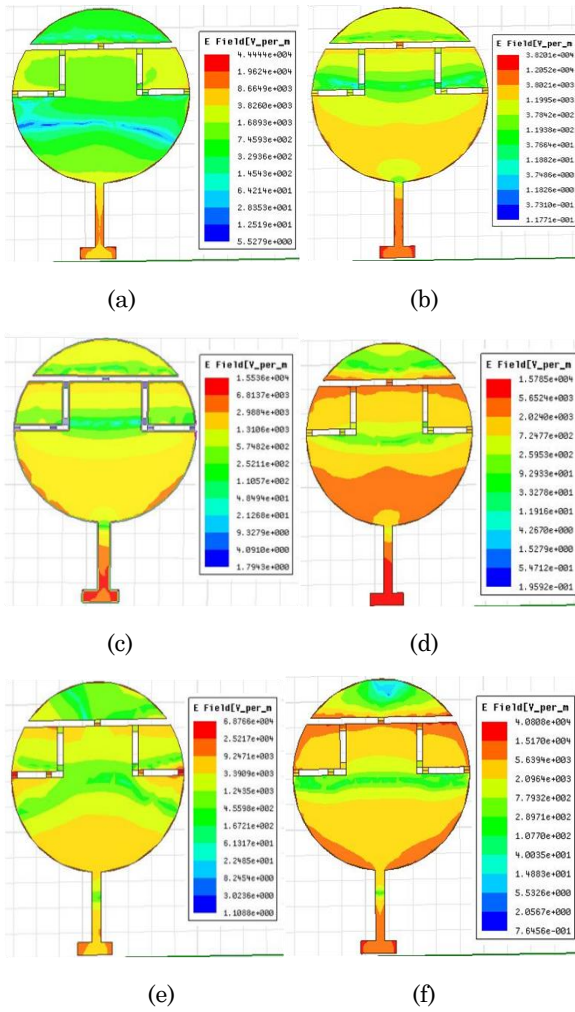 E Field[V_per_m
4.4444e+004
1.9624e+004
8.6649e+003
3.8260e+003
1.6893e+003
7.4593e+002
3.2936e+002
1.4543e+002
6.4214e+001
2.8353e+001
1.2519e+001
5.5279e+000
(a)
E Field[V_per_m
3.8201e+004
1.2052e+004
3.8021e+003
1.1995e+003
3.7842e+002
1.1938e+002
3.7664e+001
1.1882e+001
3.7486e+000
1.1826e+000
3.7310e-001
1.1771e-001
(b)
E Field[V_per_m
1.5536e+004
6.8137e+003
2.9884e+003
1.3106e+003
5.7482e+002
2.5211e+002
1.1057e+002
4.8494e+001
2.1268e+001
9.3279e+000
4.0910e+000
1.7943e+000
(c)
E Field[V_per_m
1.5785e+004
5.6524e+003
2.0240e+003
7.2477e+002
2.5953e+002
9.2933e+001
3.3278e+001
1.1916e+001
4.2670e+000
1.5279e+000
5.4712e-001
1.9592e-001
(d)
E Field[V_per_m
6.8766e+004
2.5217e+004
9.2471e+003
3.3909e+003
1.2435e+003
4.5598e+002
1.6721e+002
6.1317e+001
2.2485e+001
8.2454e+000
3.0236e+000
1.1088e+000
(e)
E Field[V_per_m
4.0808e+004
1.5170e+004
5.6394e+003
2.0964e+003
7.7932e+002
2.8971e+002
1.0770e+002
4.0035e+001
1.4883e+001
5.5326e+000
2.0567e+000
7.6456e-001
(f)